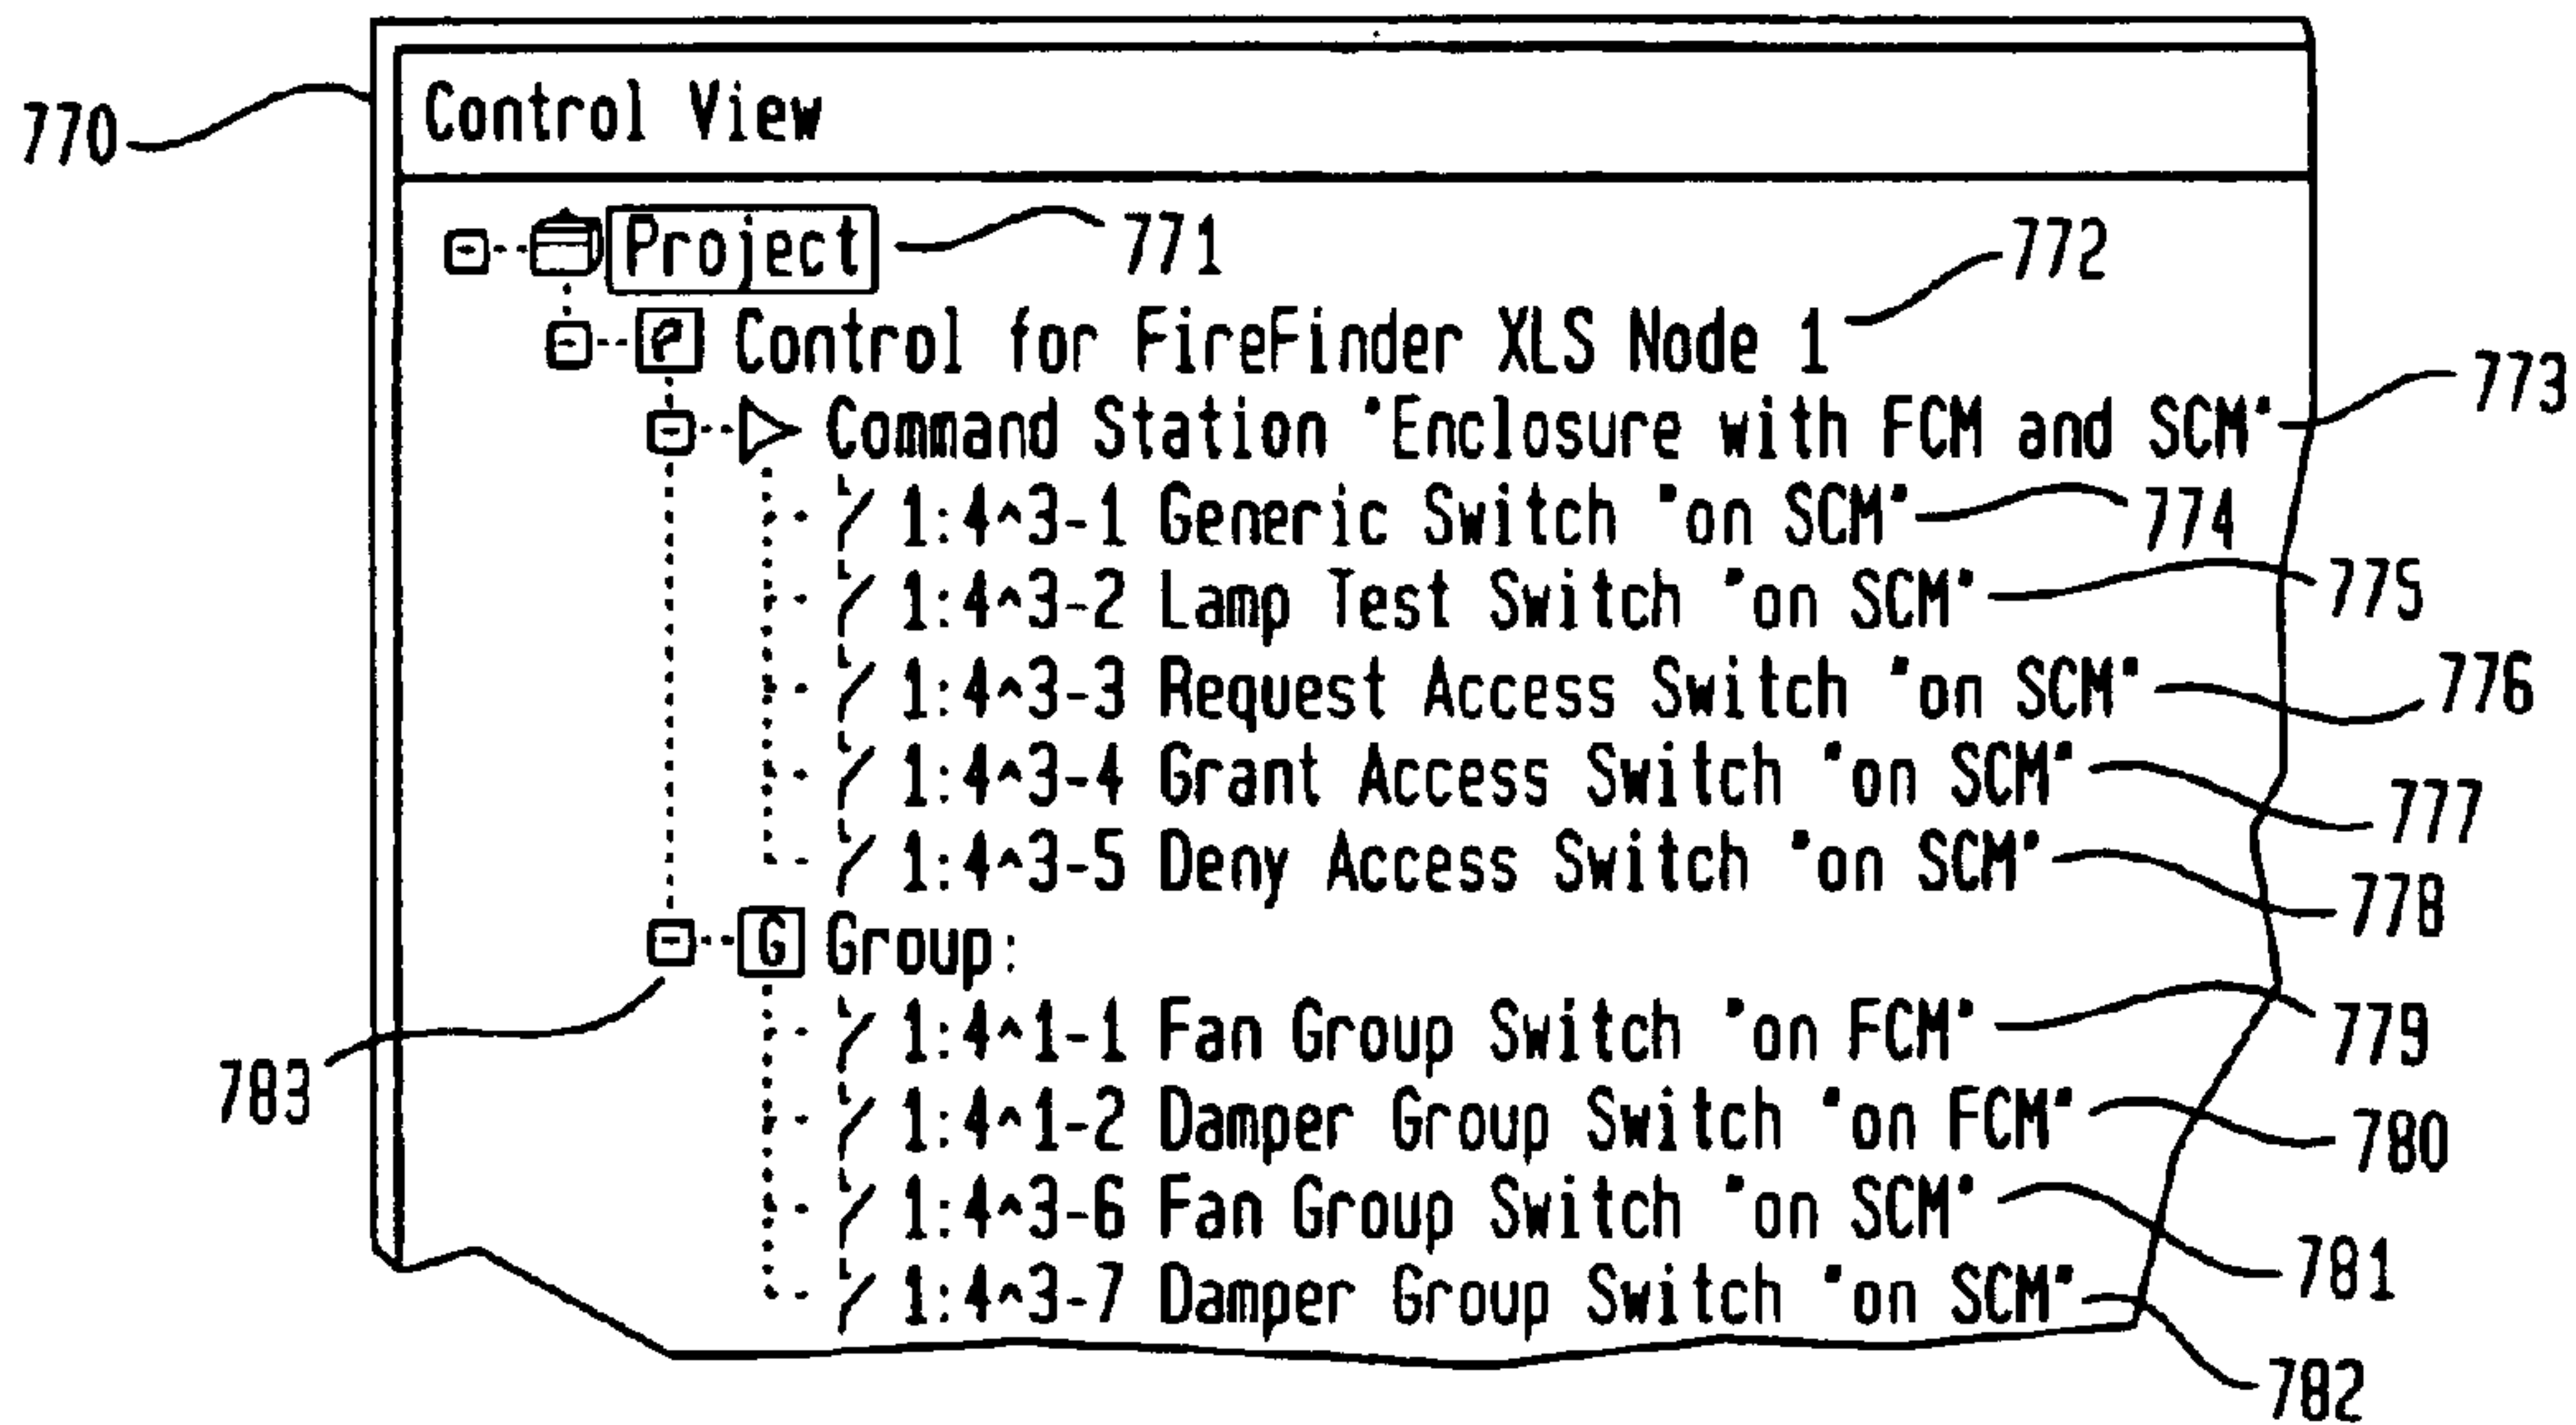 Control View
770
Project 771
772
Control for FireFinder XLS Node 1
773
Command Station "Enclosure with FCM and SCM"
1:4^3-1 Generic Switch "on SCM" 774
1:4^3-2 Lamp Test Switch "on SCM" 775
1:4^3-3 Request Access Switch "on SCM" 776
1:4^3-4 Grant Access Switch "on SCM" 777
1:4^3-5 Deny Access Switch "on SCM" 778
G Group:
783
1:4^1-1 Fan Group Switch "on FCM" 779
1:4^1-2 Damper Group Switch "on FCM" 780
1:4^3-6 Fan Group Switch "on SCM" 781
1:4^3-7 Damper Group Switch "on SCM" 782